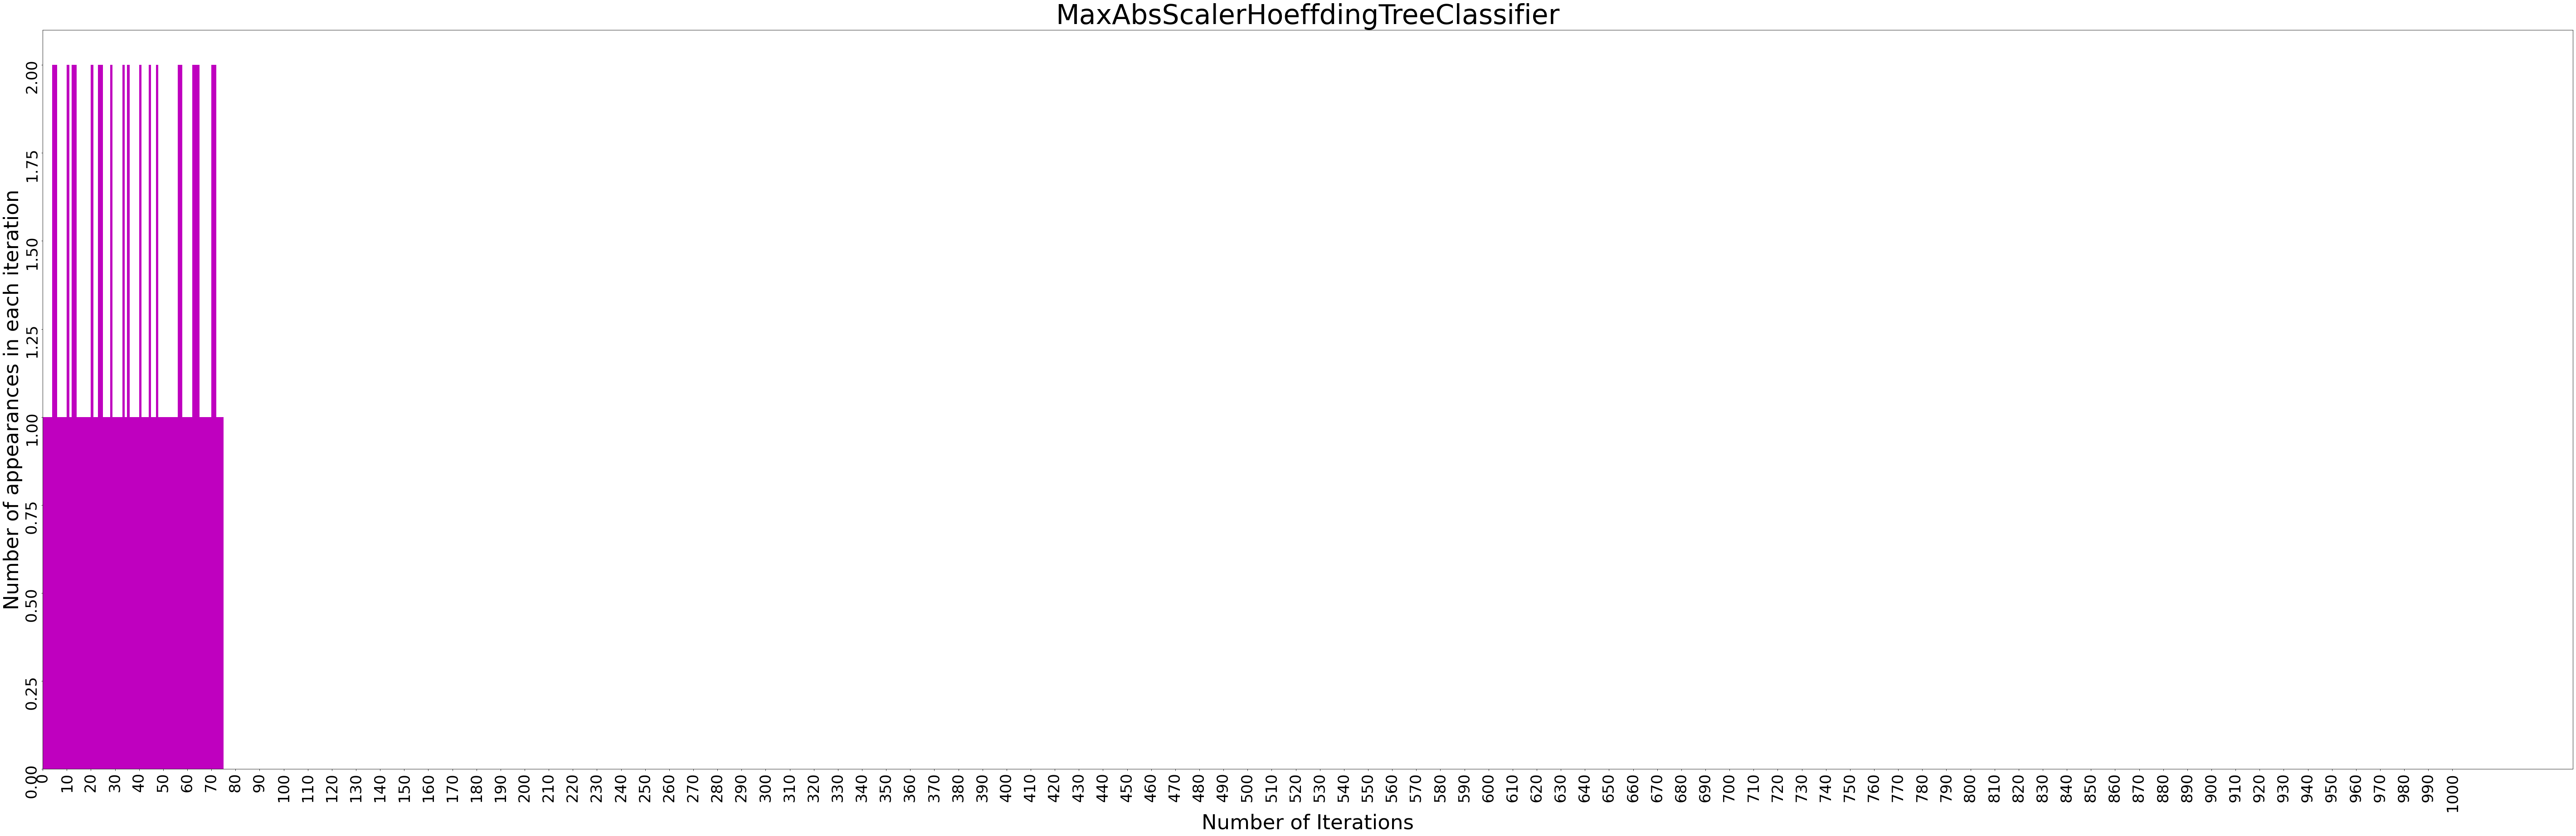 MaxAbsScalerHoeffdingTreeClassifier
Number of appearances in each iteration
2.00
1.75
1.50
1.25
1.00
0.75
0.50
0.25
0.00
0 10 20 30 40 50 60 70 80 90 100 110 120 130 140 150 160 170 180 190 200 210 220 230 240 250 260 270 280 290 300 310 320 330 340 350 360 370 380 390 400 410 420 430 440 450 460 470 480 490 500 510 520 530 540 550 560 570 580 590 600 610 620 630 640 650 660 670 680 690 700 710 720 730 740 750 760 770 780 790 800 810 820 830 840 850 860 870 880 890 900 910 920 930 940 950 960 970 980 990 1000
Number of Iterations